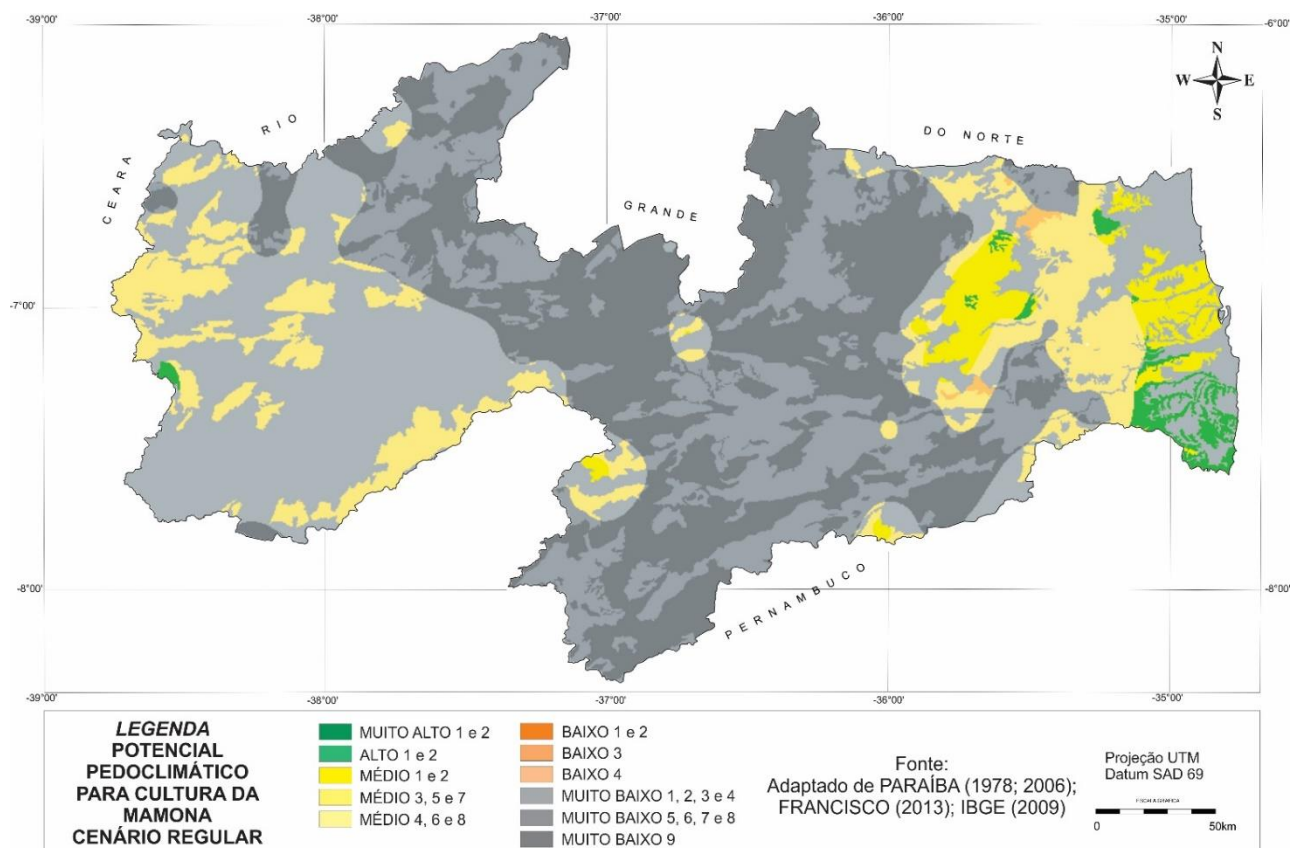 -39°00'
-38°00'
-37°00'
-36°00'
-35°00'
-6°00'
N
W E
S
RIO
DO NORTE
CEARA
GRANDE
-7°00'
-7°00'
-8°00'
-8°00'
PERNAMBUCO
-39°00'
-38°00'
-37°00'
-36°00'
-35°00'
LEGENDA
POTENCIAL
PEDOCLIMÁTICO
PARA CULTURA DA
MAMONA
CENÁRIO REGULAR
MUITO ALTO 1 e 2
ALTO 1 e 2
MÉDIO 1 e 2
MÉDIO 3, 5 e 7
MÉDIO 4, 6 e 8
BAIXO 1 e 2
BAIXO 3
BAIXO 4
MUITO BAIXO 1, 2, 3 e 4
MUITO BAIXO 5, 6, 7 e 8
MUITO BAIXO 9
Fonte:
Adaptado de PARAÍBA (1978; 2006);
FRANCISCO (2013); IBGE (2009)
Projeção UTM
Datum SAD 69
ESCALA GRÁFICA
0 50km